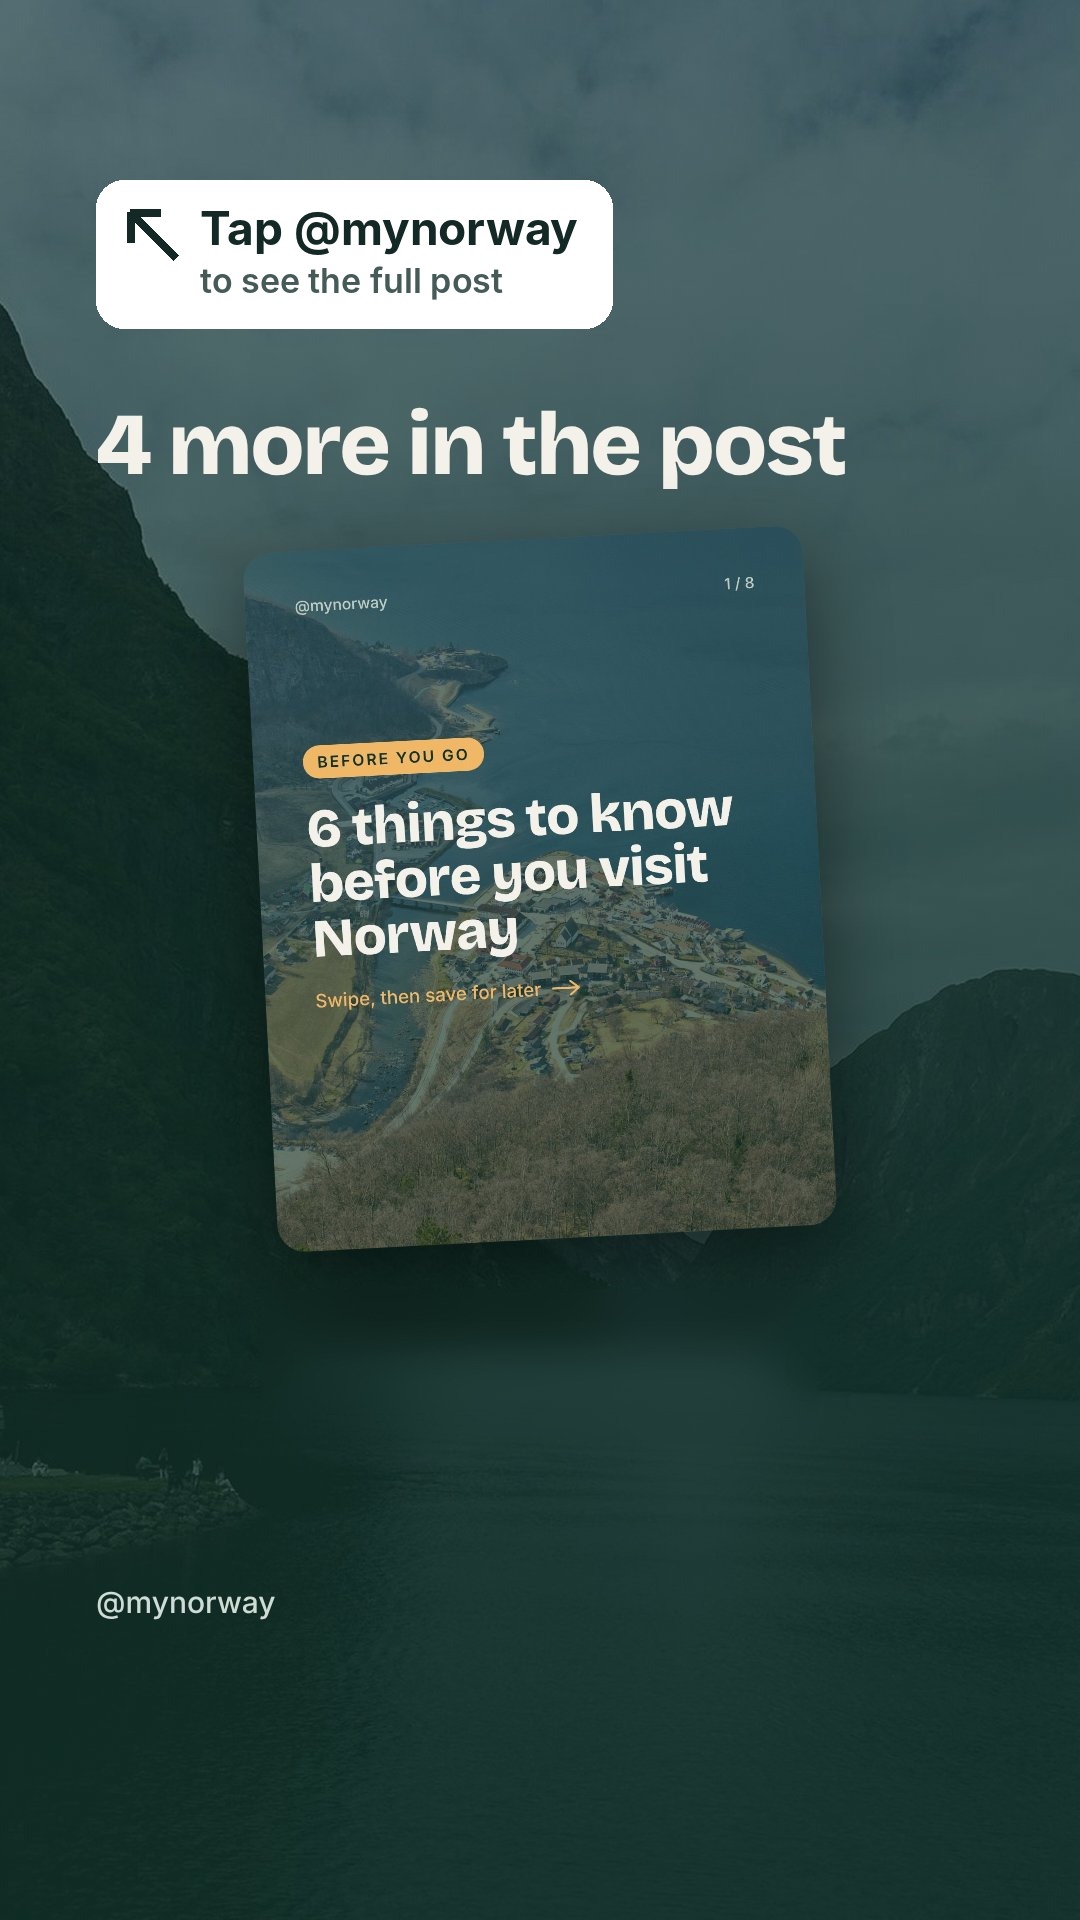 Tap @mynorway
to see the full post
4 more in the post
@mynorway
1 / 8
BEFORE YOU GO
6 things to know
before you visit
Norway
Swipe, then save for later →
@mynorway